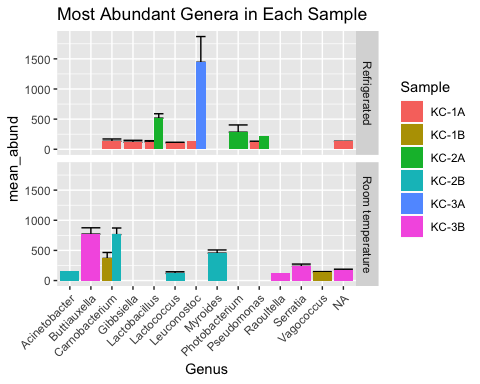 Most Abundant Genera in Each Sample
mean_abund
1500
1000
500
0
Refrigerated
1500
1000
500
0
Room temperature
Acinetobacter
Buttiauxella
Carnobacterium
Gibbsiella
Lactobacillus
Lactococcus
Leuconostoc
Myroides
Photobacterium
Pseudomonas
Raoultella
Serratia
Vagococcus
NA
Genus
Sample
KC-1A
KC-1B
KC-2A
KC-2B
KC-3A
KC-3B